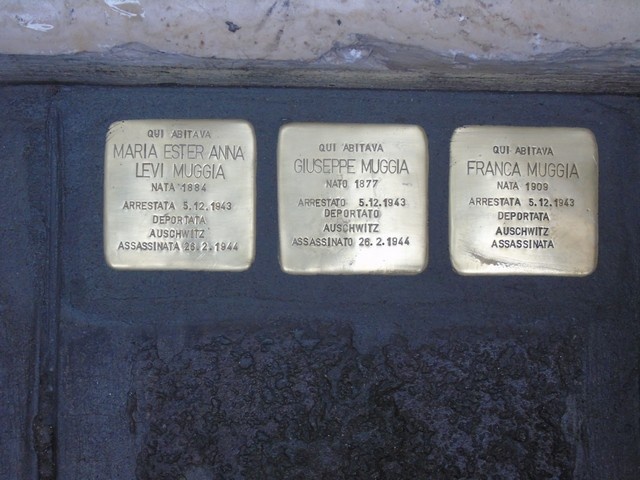 QUI ABITAVA
MARIA ESTER ANNA
LEVI MUGGIA
NATA 1884
ARRESTATA 5.12.1943
DEPORTATA
AUSCHWITZ
ASSASSINATA 26.2.1944
QUI ABITAVA
GIUSEPPE MUGGIA
NATO 1877
ARRESTATO 5.12.1943
DEPORTATO
AUSCHWITZ
ASSASSINATO 26.2.1944
QUI ABITAVA
FRANCA MUGGIA
NATA 1909
ARRESTATA 5.12.1943
DEPORTATA
AUSCHWITZ
ASSASSINATA